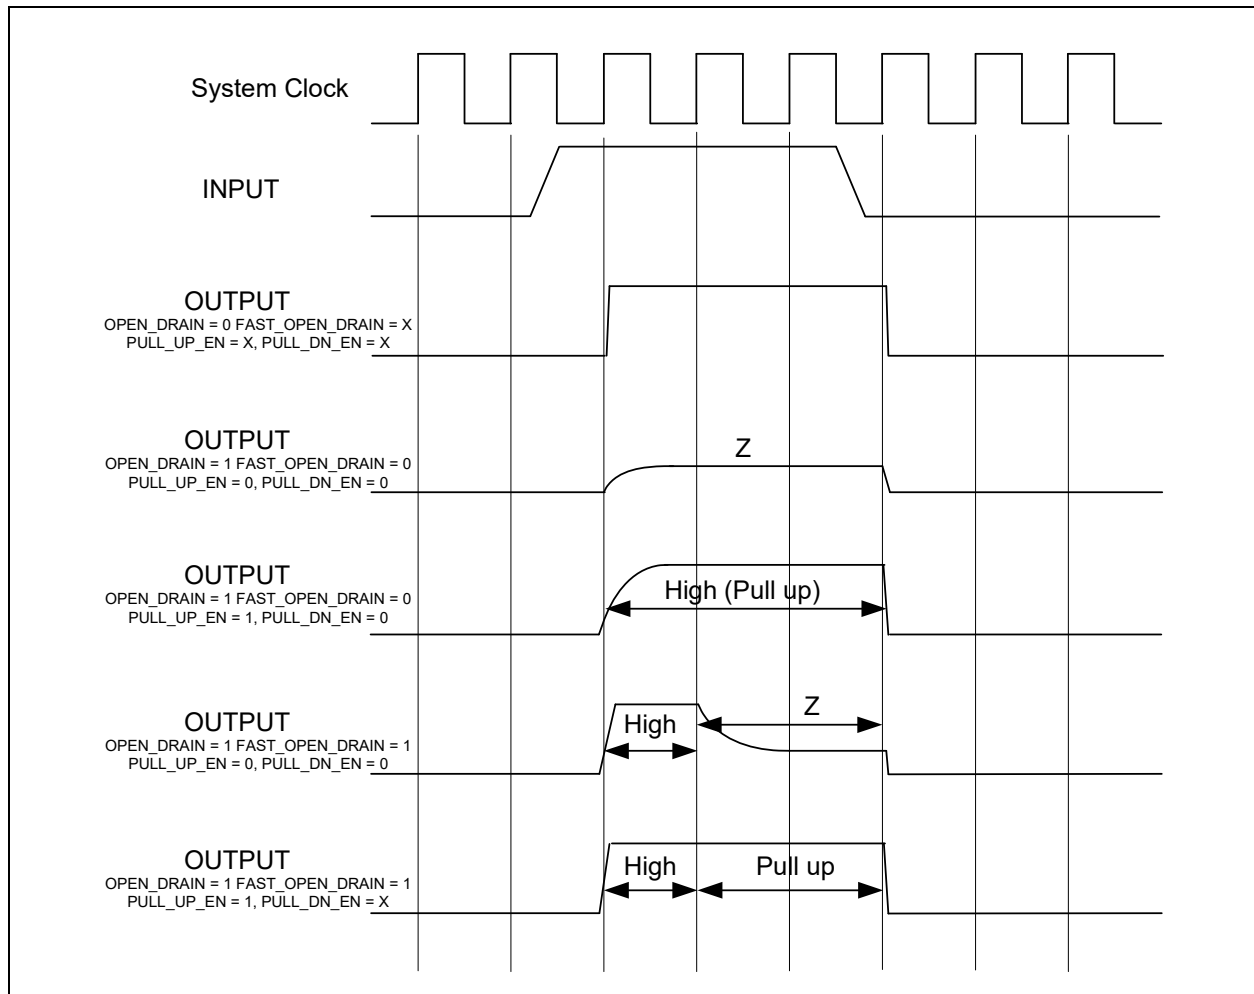 System Clock
INPUT
OUTPUT
OPEN_DRAIN = 0 FAST_OPEN_DRAIN = X
PULL_UP_EN = X, PULL_DN_EN = X
OUTPUT
OPEN_DRAIN = 1 FAST_OPEN_DRAIN = 0
PULL_UP_EN = 0, PULL_DN_EN = 0
Z
OUTPUT
OPEN_DRAIN = 1 FAST_OPEN_DRAIN = 0
PULL_UP_EN = 1, PULL_DN_EN = 0
High (Pull up)
OUTPUT
OPEN_DRAIN = 1 FAST_OPEN_DRAIN = 1
PULL_UP_EN = 0, PULL_DN_EN = 0
High
Z
OUTPUT
OPEN_DRAIN = 1 FAST_OPEN_DRAIN = 1
PULL_UP_EN = 1, PULL_DN_EN = X
High
Pull up